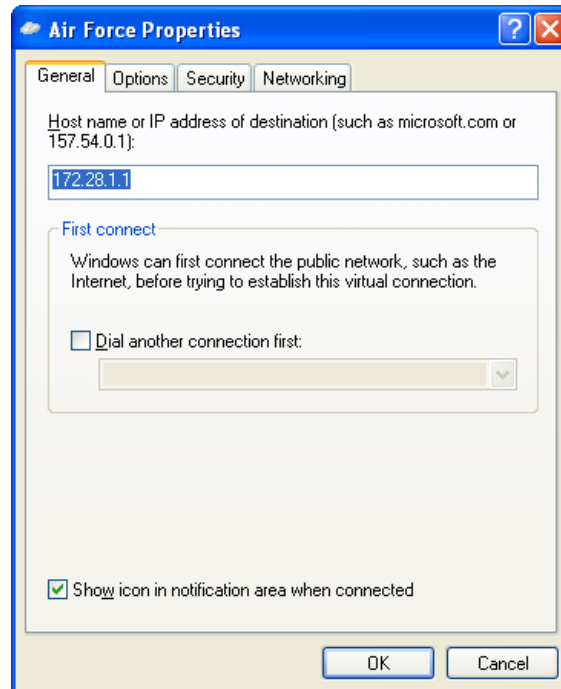 Air Force Properties
General Options Security Networking
Host name or IP address of destination (such as microsoft.com or
157.54.0.1):
172.28.1.1
First connect
Windows can first connect the public network, such as the
Internet, before trying to establish this virtual connection.
Dial another connection first:
Show icon in notification area when connected
OK Cancel